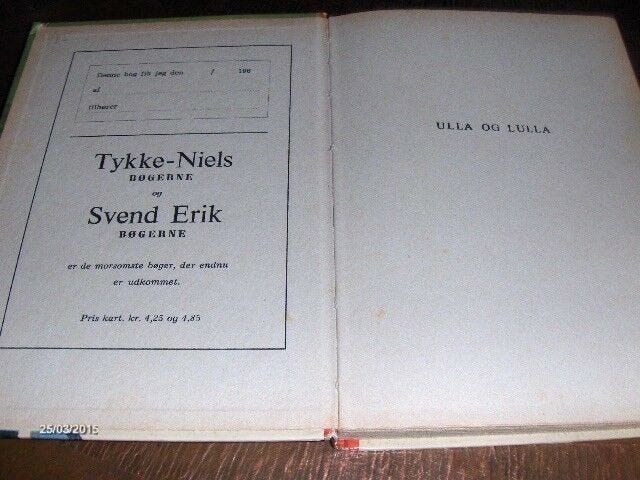 Denne bog fik jeg den / 196
af
tilhører
Tykke-Niels
BØGERNE
og
Svend Erik
BØGERNE
er de morsomste bøger, der endnu
er udkommet.
Pris kart. kr. 4,25 og 4,85
ULLA OG LULLA
25/03/2015